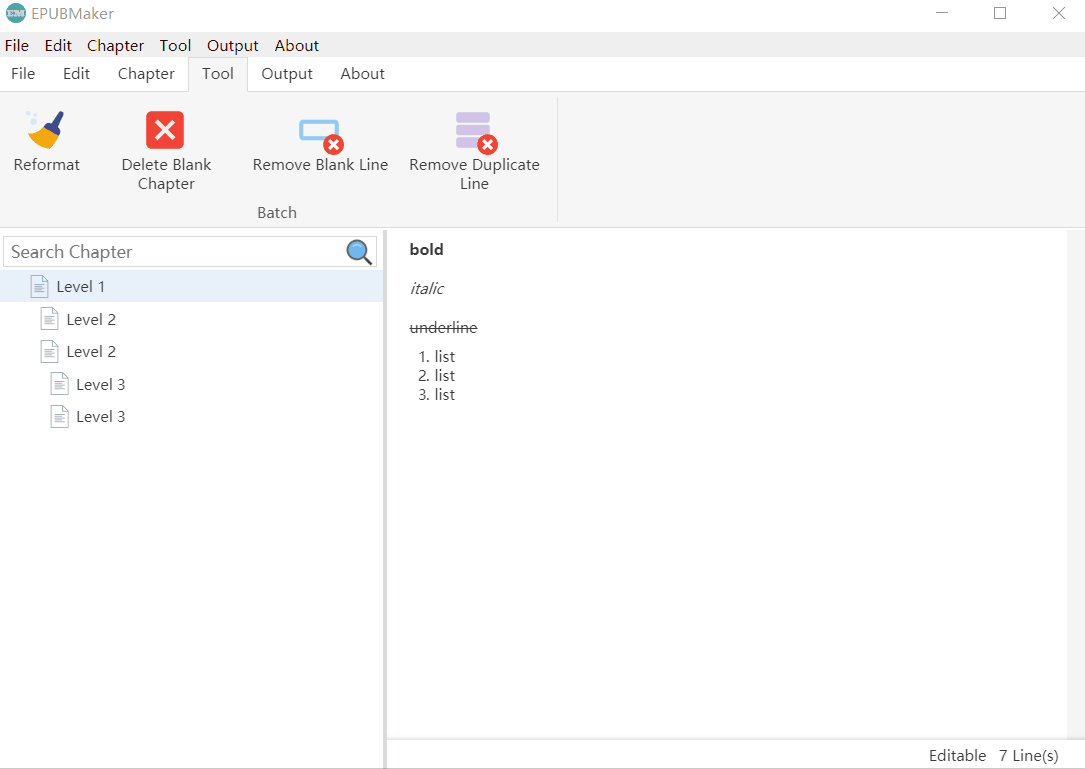 EM EPUBMaker
File Edit Chapter Tool Output About
File Edit Chapter Tool Output About
Reformat
Delete Blank
Chapter
Remove Blank Line
Remove Duplicate
Line
Batch
Search Chapter
Level 1
Level 2
Level 2
Level 3
Level 3
bold
italic
underline
1. list
2. list
3. list
Editable 7 Line(s)